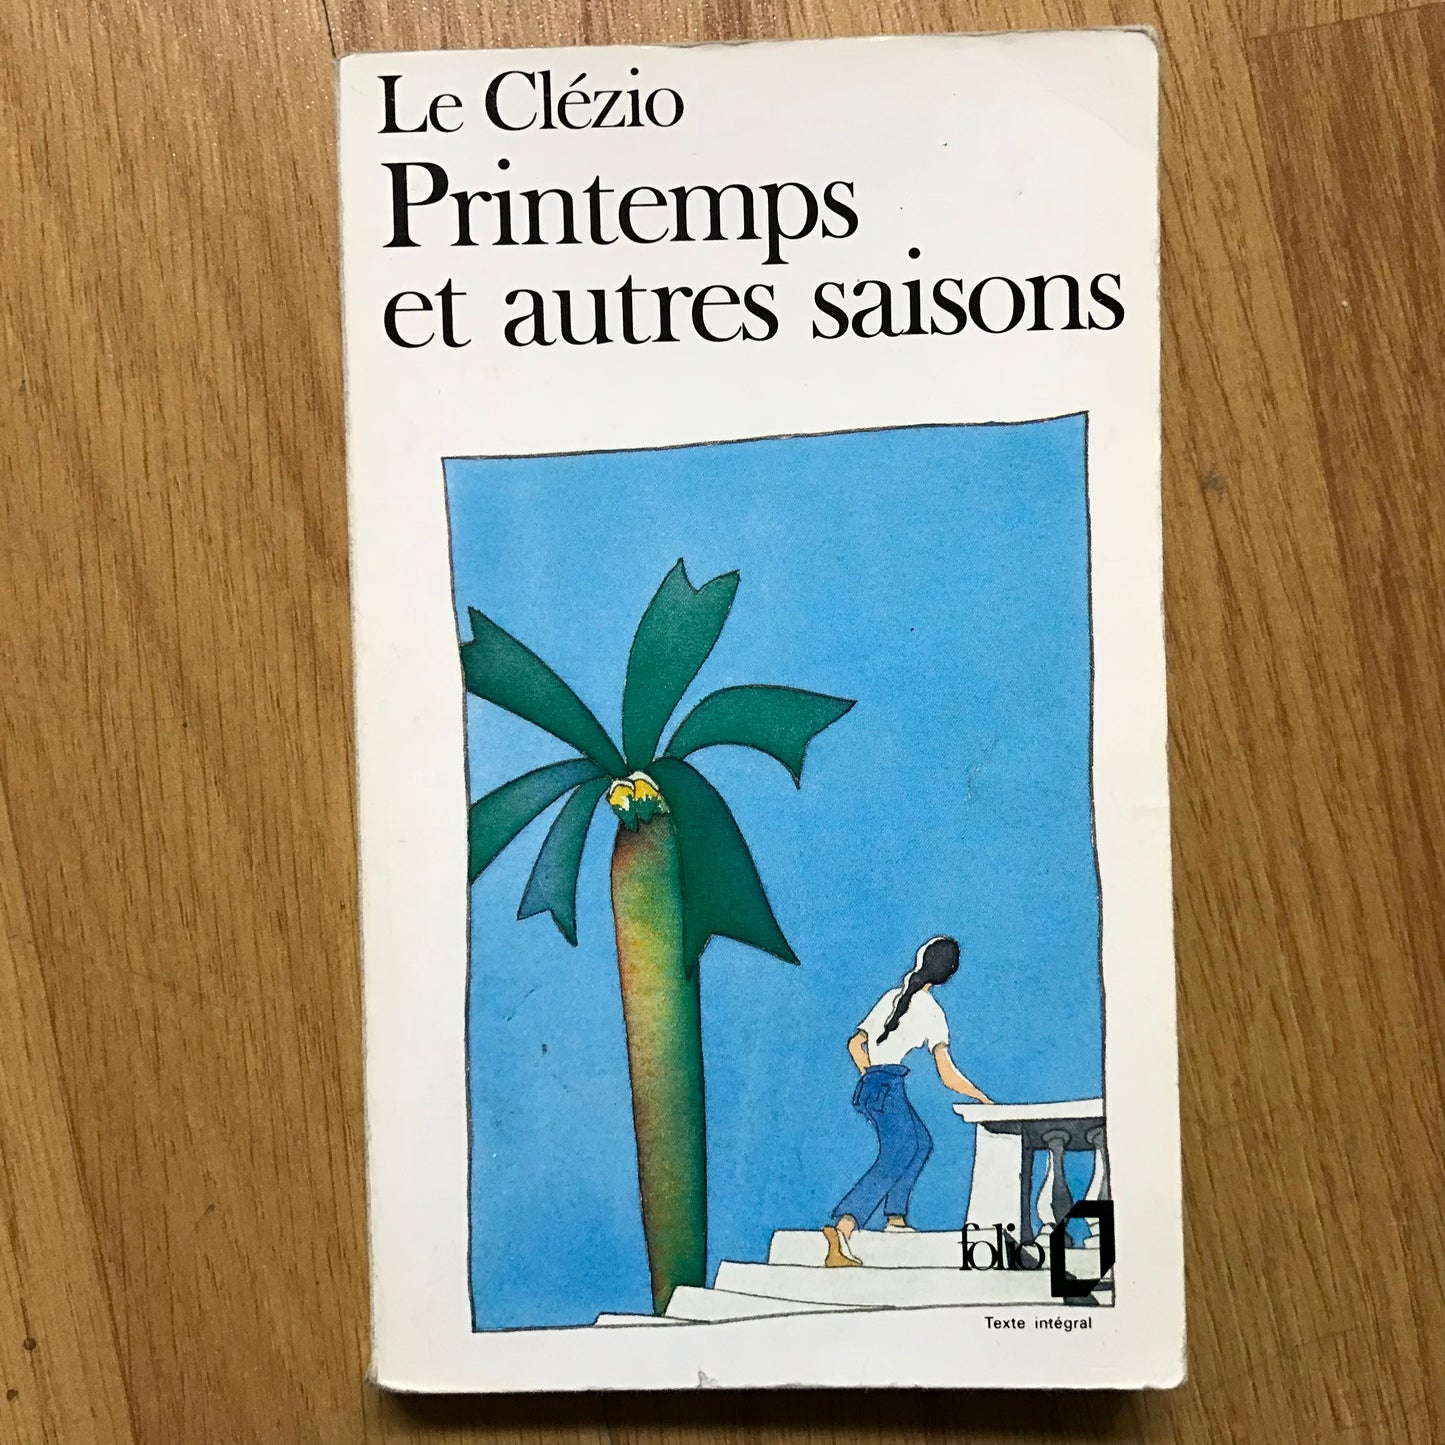 Le Clézio
Printemps
et autres saisons
folio
Texte intégral